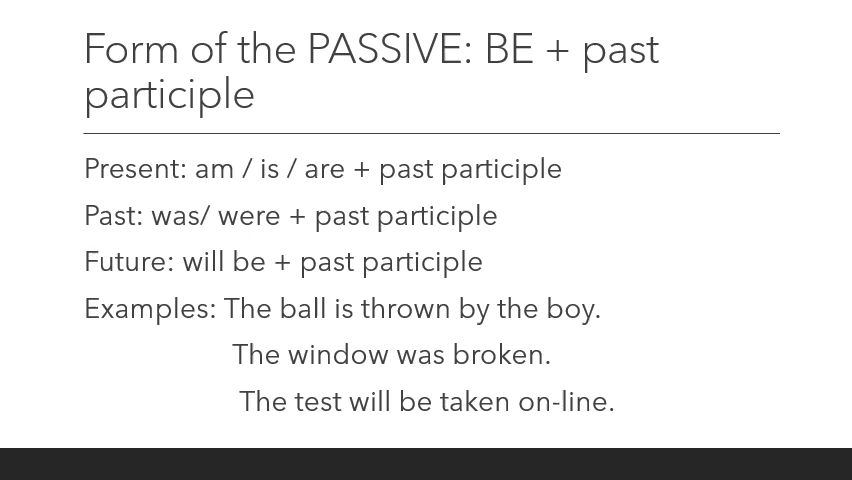 Form of the PASSIVE: BE + past
participle
Present: am / is / are + past participle
Past: was/ were + past participle
Future: will be + past participle
Examples: The ball is thrown by the boy.
The window was broken.
The test will be taken on-line.